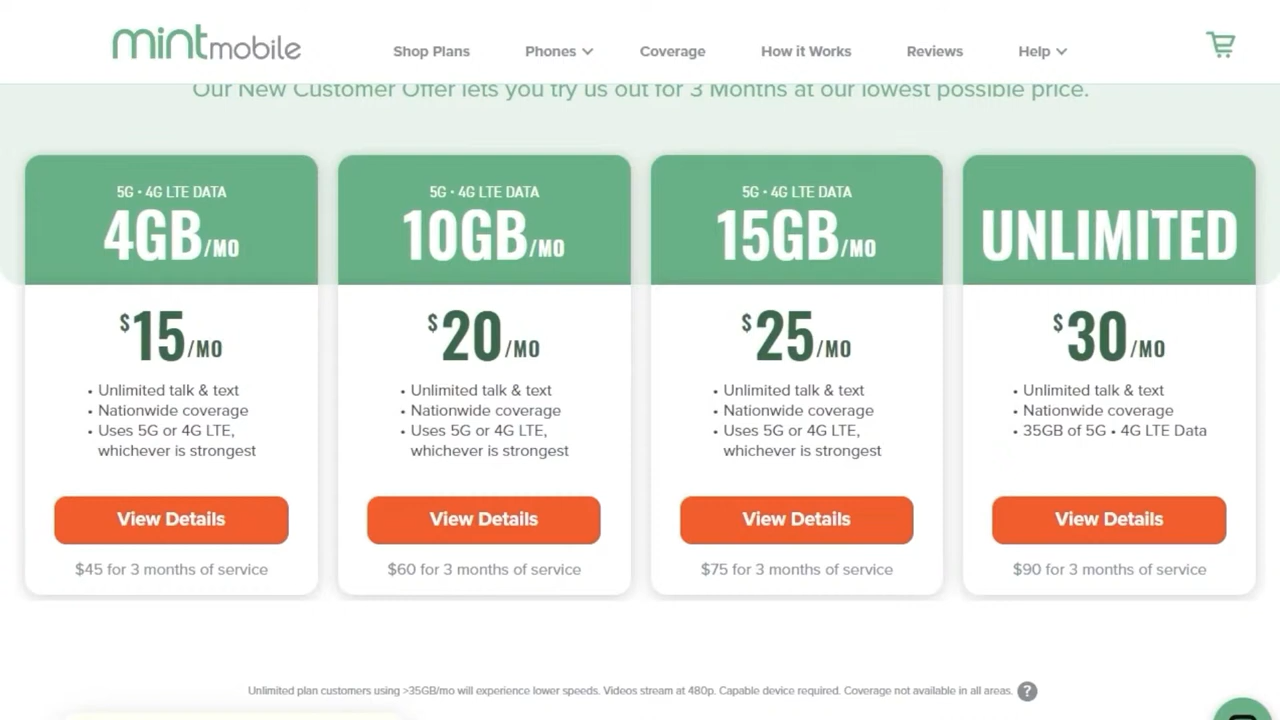 mintmobile
Shop Plans
Phones
Coverage
How it Works
Reviews
Help
Our New Customer Offer lets you try us out for 3 Months at our lowest possible price.
5G • 4G LTE DATA
4GB/MO
$15/MO
• Unlimited talk & text
• Nationwide coverage
• Uses 5G or 4G LTE,
whichever is strongest
View Details
$45 for 3 months of service
5G • 4G LTE DATA
10GB/MO
$20/MO
• Unlimited talk & text
• Nationwide coverage
• Uses 5G or 4G LTE,
whichever is strongest
View Details
$60 for 3 months of service
5G • 4G LTE DATA
15GB/MO
$25/MO
• Unlimited talk & text
• Nationwide coverage
• Uses 5G or 4G LTE,
whichever is strongest
View Details
$75 for 3 months of service
UNLIMITED
$30/MO
• Unlimited talk & text
• Nationwide coverage
• 35GB of 5G • 4G LTE Data
View Details
$90 for 3 months of service
Unlimited plan customers using >35GB/mo will experience lower speeds. Videos stream at 480p. Capable device required. Coverage not available in all areas. ?